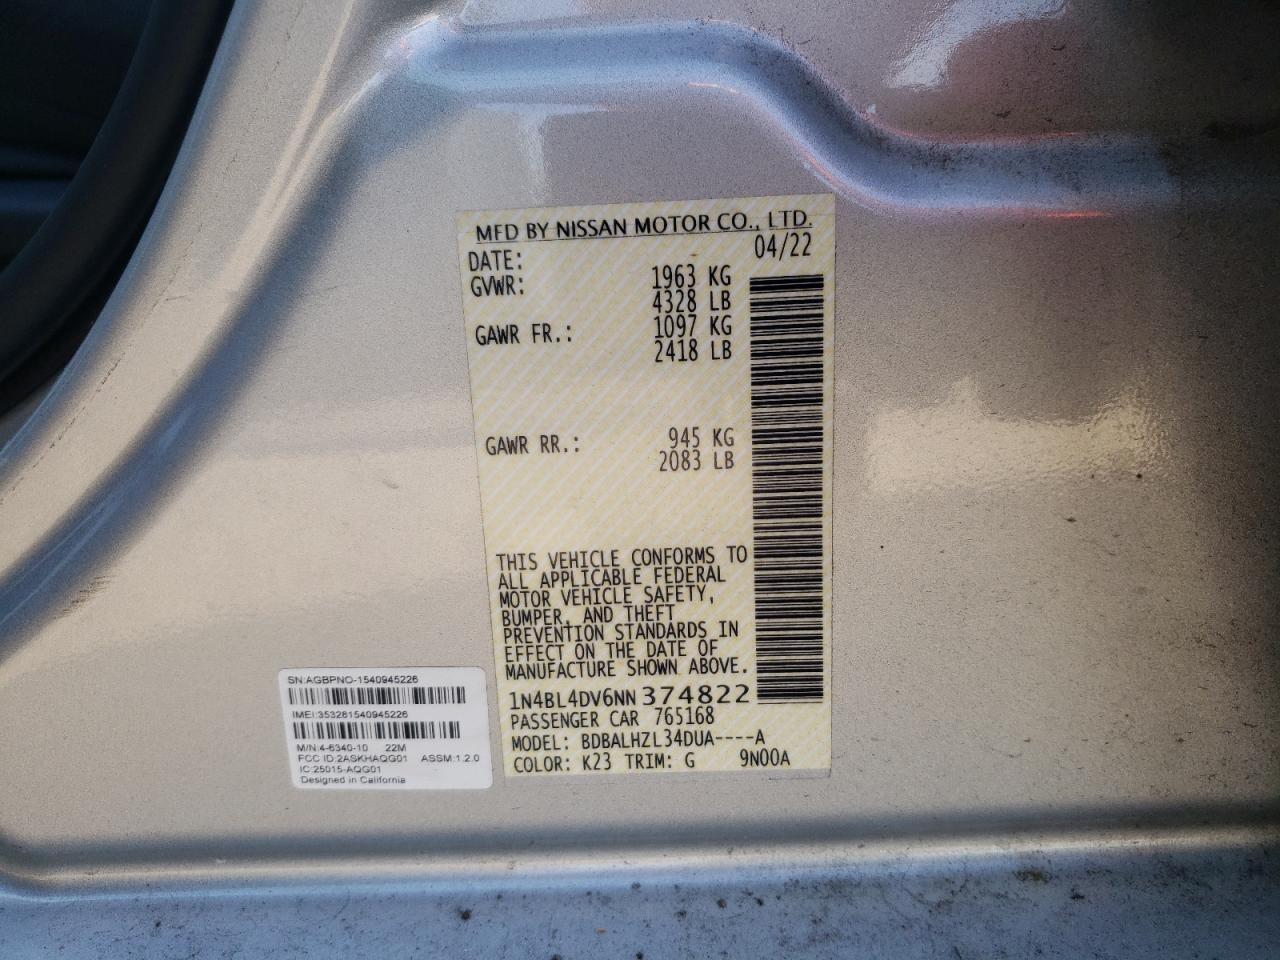 MFD BY NISSAN MOTOR CO., LTD.
DATE: 04/22
GVWR: 1963 KG
4328 LB
GAWR FR.: 1097 KG
2418 LB
GAWR RR.: 945 KG
2083 LB
THIS VEHICLE CONFORMS TO
ALL APPLICABLE FEDERAL
MOTOR VEHICLE SAFETY,
BUMPER, AND THEFT
PREVENTION STANDARDS IN
EFFECT ON THE DATE OF
MANUFACTURE SHOWN ABOVE.
1N4BL4DV6NN 374822
PASSENGER CAR 765168
MODEL: BDBALHZL34DUA----A
COLOR: K23 TRIM: G 9N00A
SN:AGBPNO-1540945226
IMEI:353261540945226
M/N:4-6340-10 22M
FCC ID:2ASKHAQG01 ASSM:1.2.0
IC:25015-AQG01
Designed in California